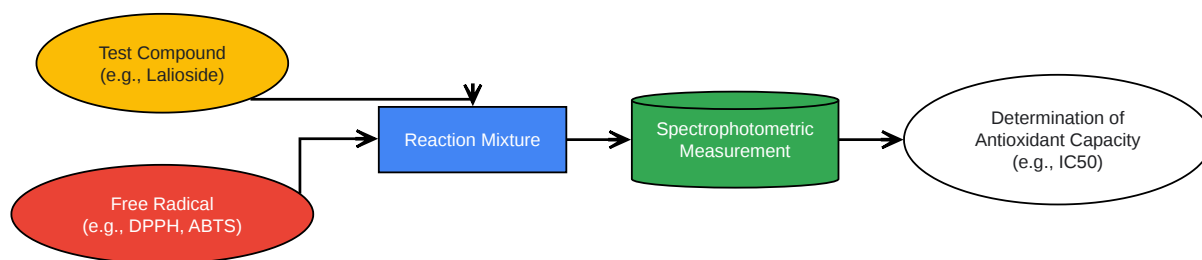 Test Compound
(e.g., Lalioside)
Free Radical
(e.g., DPPH, ABTS)
Reaction Mixture
Spectrophotometric
Measurement
Determination of
Antioxidant Capacity
(e.g., IC50)